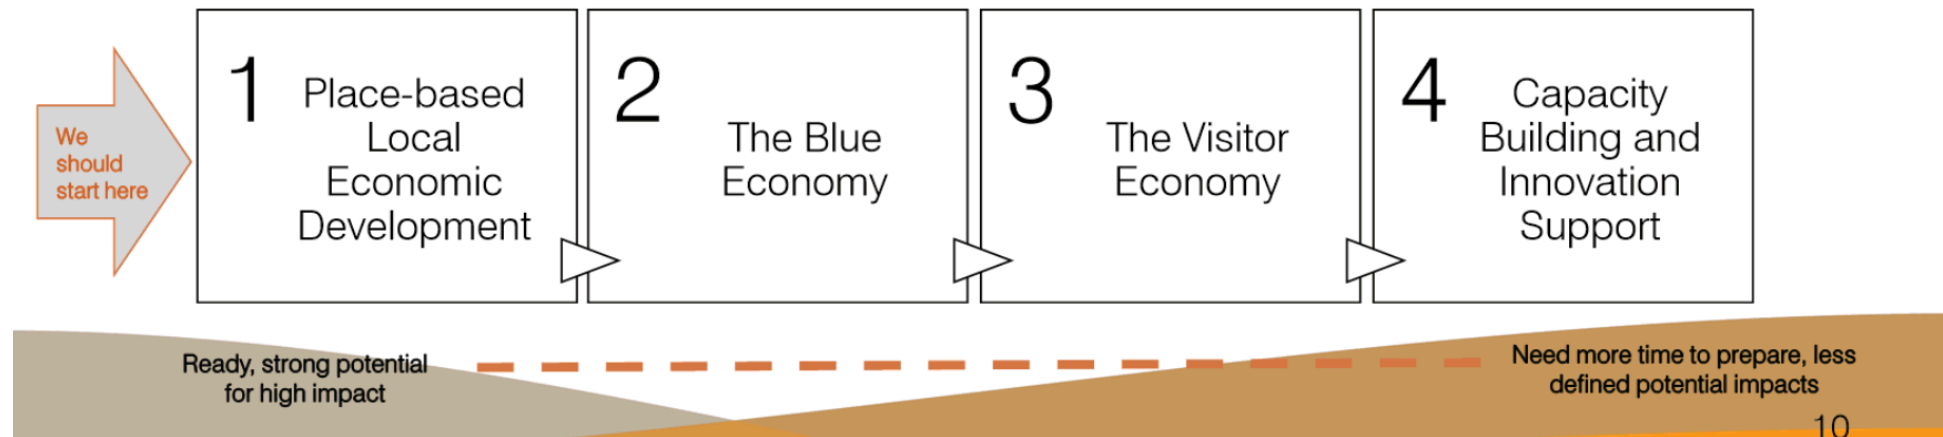 We
should
start here
1
Place-based
Local
Economic
Development
2
The Blue
Economy
3
The Visitor
Economy
4
Capacity
Building and
Innovation
Support
Ready, strong potential
for high impact
Need more time to prepare, less
defined potential impacts
10